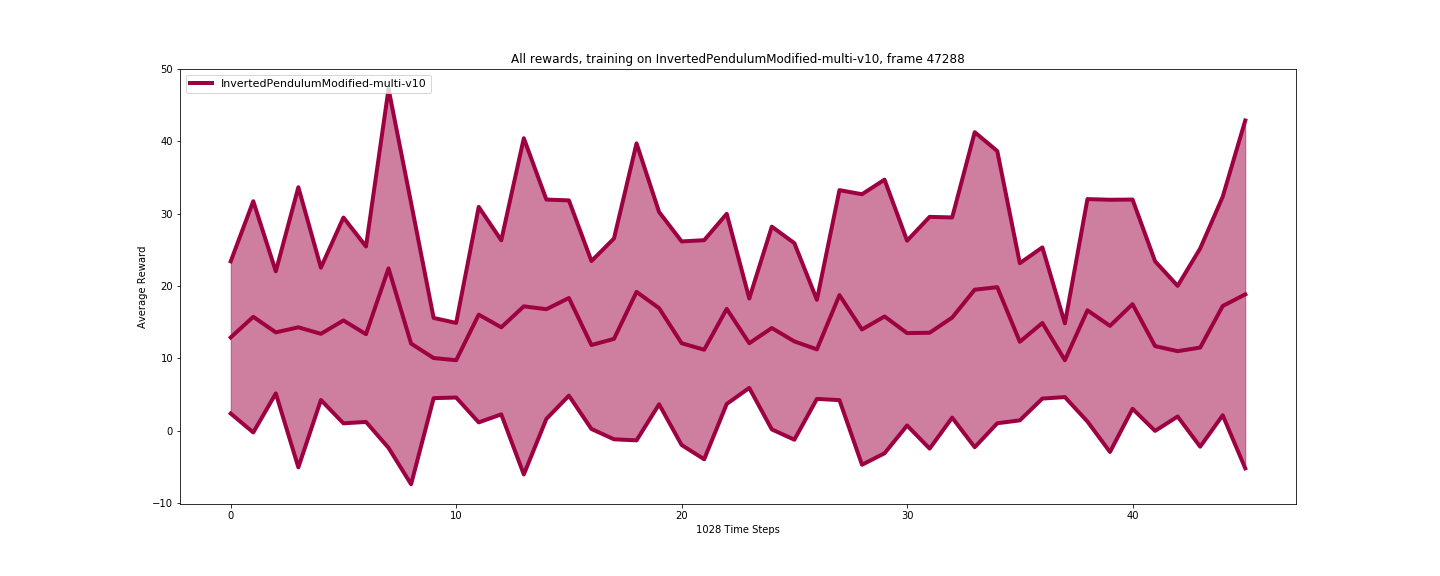 All rewards, training on InvertedPendulumModified-multi-v10, frame 47288
InvertedPendulumModified-multi-v10
50
40
30
20
10
0
−10
Average Reward
0 10 20 30 40
1028 Time Steps